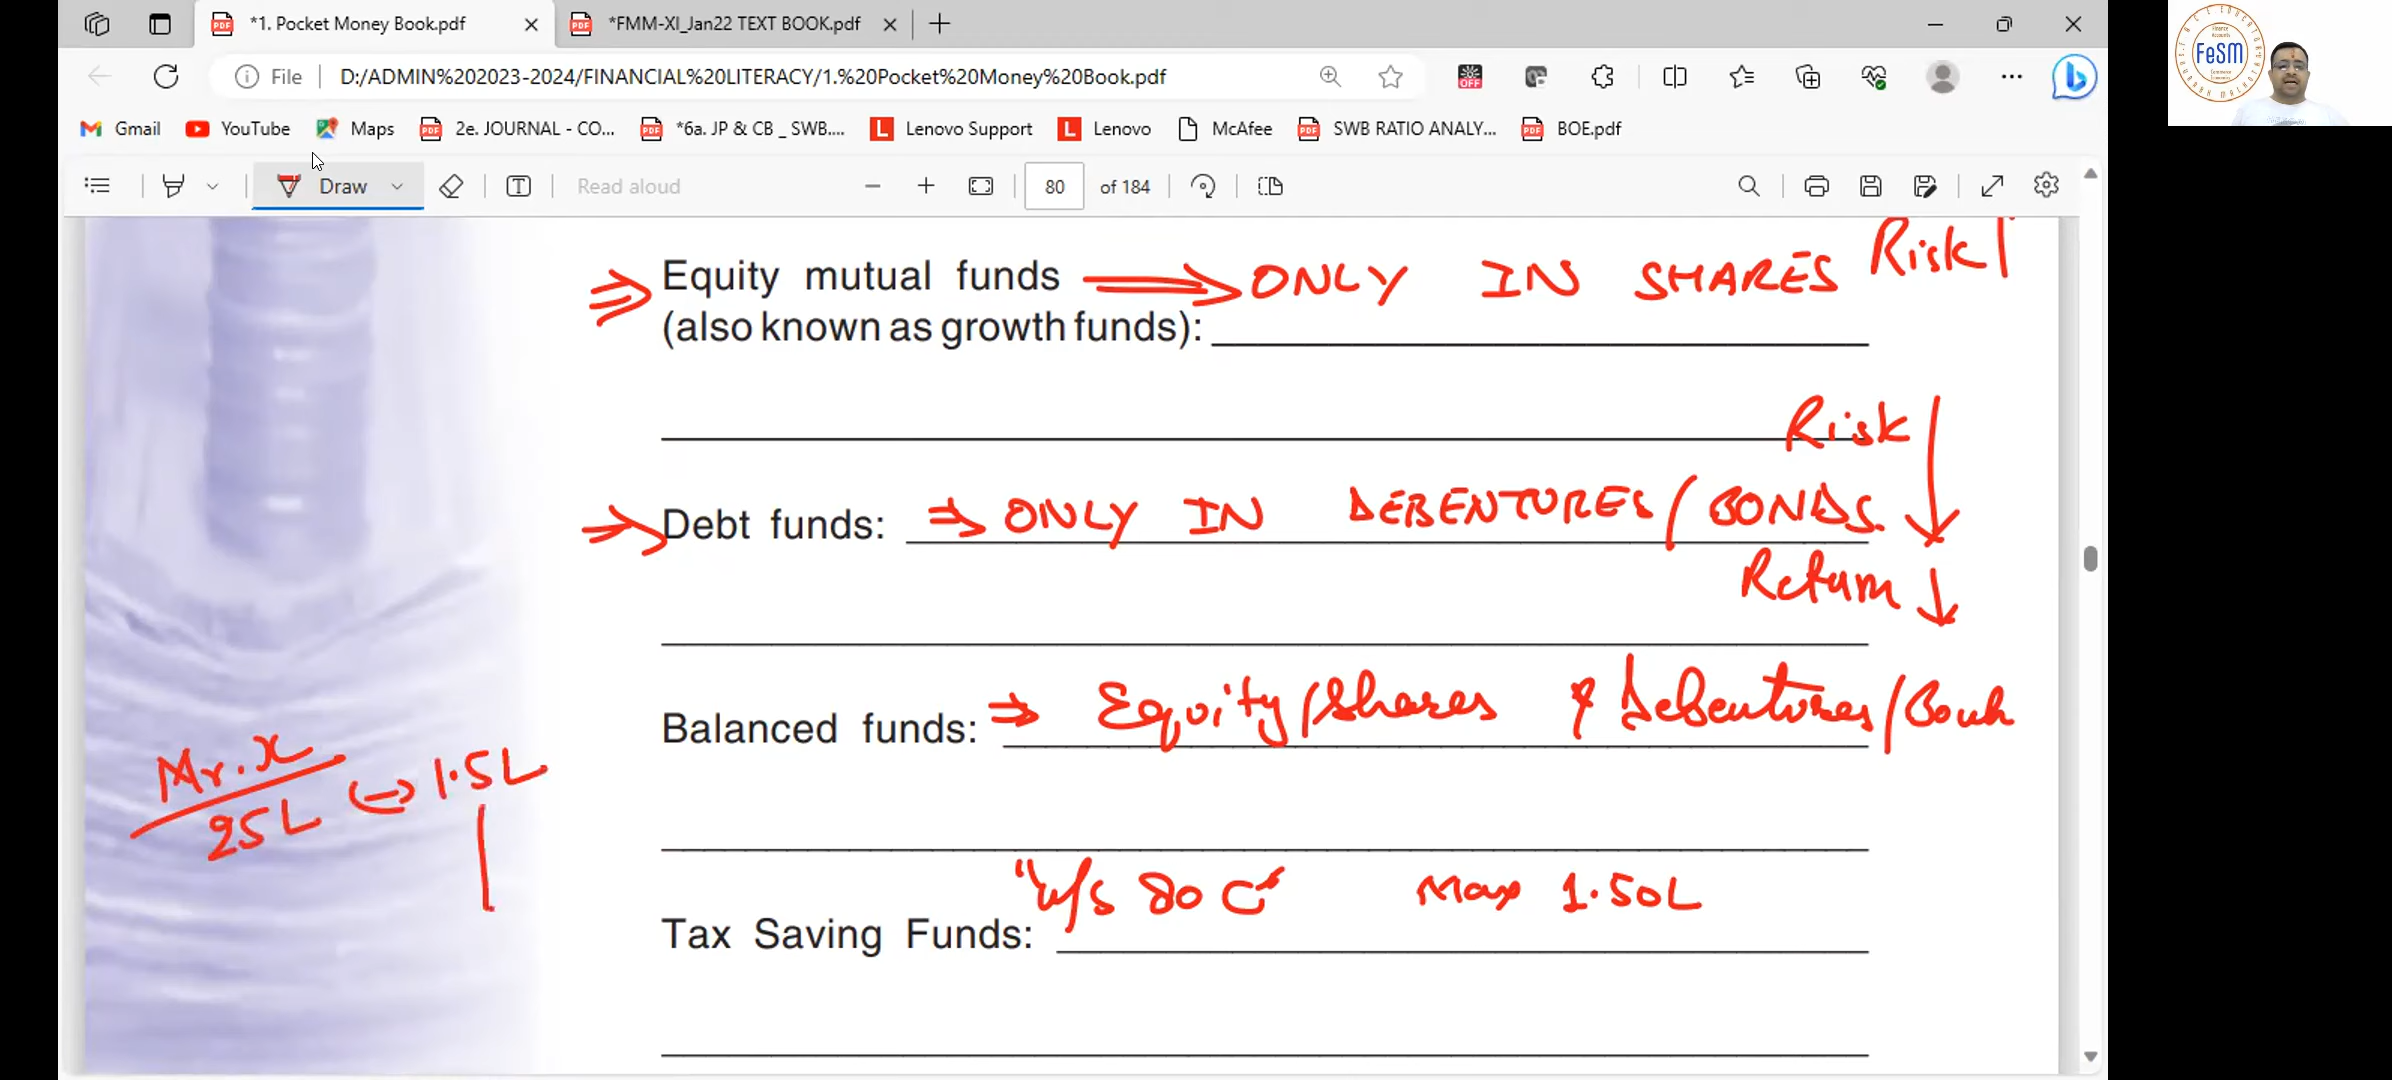 *1. Pocket Money Book.pdf
*FMM-XI_Jan22 TEXT BOOK.pdf
File
D:/ADMIN%202023-2024/FINANCIAL%20LITERACY/1.%20Pocket%20Money%20Book.pdf
OFF
Gmail
YouTube
Maps
2e. JOURNAL - CO...
*6a. JP & CB _ SWB....
Lenovo Support
Lenovo
McAfee
SWB RATIO ANALY...
BOE.pdf
Draw
Read aloud
80 of 184
FeSM
Risk
Equity mutual funds ONLY IN SHARES
(also known as growth funds):
Risk
Debt funds: ONLY IN DEBENTURES/BONDS
Return
Balanced funds: Equity/Shares & Debentures/
Mr. X
25L 1.5L
"u/s 80 C" Max 1.50L
Tax Saving Funds: